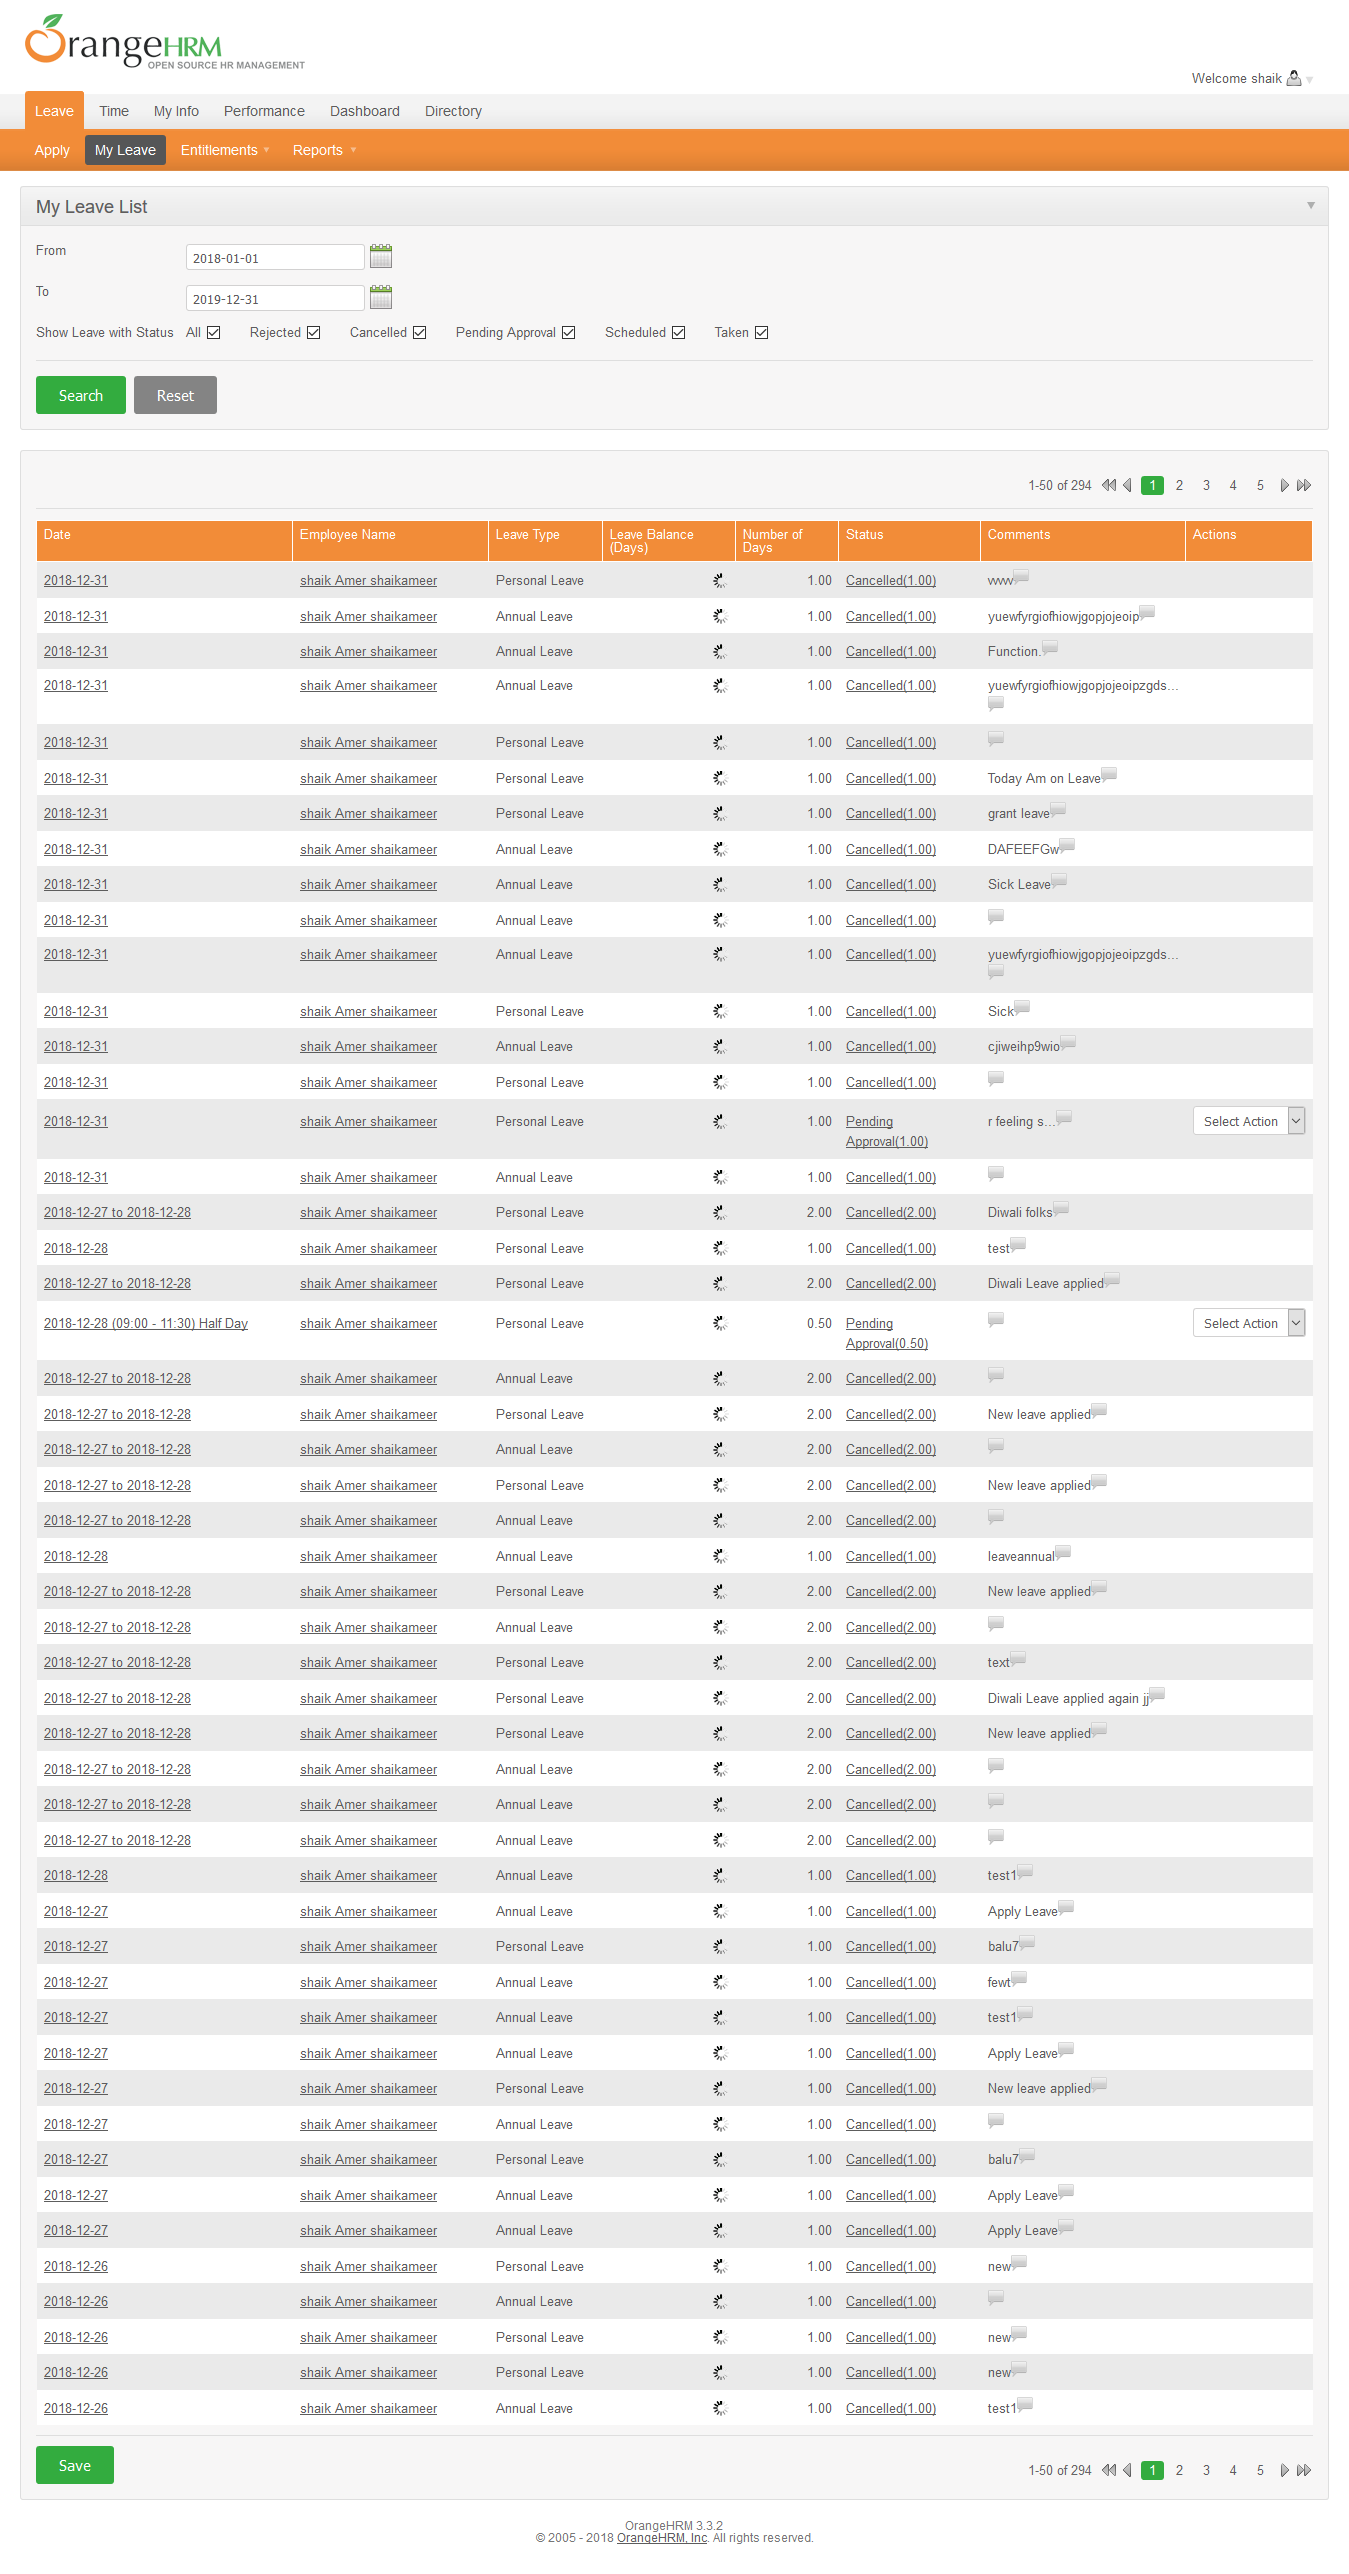 OrangeHRM
OPEN SOURCE HR MANAGEMENT
Welcome shaik
Leave Time My Info Performance Dashboard Directory
Apply My Leave Entitlements Reports
My Leave List
From 2018-01-01
To 2019-12-31
Show Leave with Status All Rejected Cancelled Pending Approval Scheduled Taken
Search Reset
1-50 of 294 1 2 3 4 5
Date Employee Name Leave Type Leave Balance (Days) Number of Days Status Comments Actions
2018-12-31 shaik Amer shaikameer Personal Leave 1.00 Cancelled(1.00)
2018-12-31 shaik Amer shaikameer Annual Leave 1.00 Cancelled(1.00) yuewfyrgiofhiowjgopjojeoip
2018-12-31 shaik Amer shaikameer Annual Leave 1.00 Cancelled(1.00) Function.
2018-12-31 shaik Amer shaikameer Annual Leave 1.00 Cancelled(1.00) yuewfyrgiofhiowjgopjojeoipzgds...
2018-12-31 shaik Amer shaikameer Personal Leave 1.00 Cancelled(1.00)
2018-12-31 shaik Amer shaikameer Personal Leave 1.00 Cancelled(1.00) Today Am on Leave
2018-12-31 shaik Amer shaikameer Personal Leave 1.00 Cancelled(1.00) grant leave
2018-12-31 shaik Amer shaikameer Annual Leave 1.00 Cancelled(1.00) DAFEEFGw
2018-12-31 shaik Amer shaikameer Annual Leave 1.00 Cancelled(1.00) Sick Leave
2018-12-31 shaik Amer shaikameer Annual Leave 1.00 Cancelled(1.00)
2018-12-31 shaik Amer shaikameer Annual Leave 1.00 Cancelled(1.00) yuewfyrgiofhiowjgopjojeoipzgds...
2018-12-31 shaik Amer shaikameer Personal Leave 1.00 Cancelled(1.00) Sick
2018-12-31 shaik Amer shaikameer Annual Leave 1.00 Cancelled(1.00) cjiweihp9wio
2018-12-31 shaik Amer shaikameer Personal Leave 1.00 Cancelled(1.00)
2018-12-31 shaik Amer shaikameer Personal Leave 1.00 Pending Approval(1.00) r feeling s... Select Action
2018-12-31 shaik Amer shaikameer Annual Leave 1.00 Cancelled(1.00)
2018-12-27 to 2018-12-28 shaik Amer shaikameer Personal Leave 2.00 Cancelled(2.00) Diwali folks
2018-12-28 shaik Amer shaikameer Personal Leave 1.00 Cancelled(1.00) test
2018-12-27 to 2018-12-28 shaik Amer shaikameer Personal Leave 2.00 Cancelled(2.00) Diwali Leave applied
2018-12-28 (09:00 - 11:30) Half Day shaik Amer shaikameer Personal Leave 0.50 Pending Approval(0.50) Select Action
2018-12-27 to 2018-12-28 shaik Amer shaikameer Annual Leave 2.00 Cancelled(2.00)
2018-12-27 to 2018-12-28 shaik Amer shaikameer Personal Leave 2.00 Cancelled(2.00) New leave applied
2018-12-27 to 2018-12-28 shaik Amer shaikameer Annual Leave 2.00 Cancelled(2.00)
2018-12-27 to 2018-12-28 shaik Amer shaikameer Personal Leave 2.00 Cancelled(2.00) New leave applied
2018-12-27 to 2018-12-28 shaik Amer shaikameer Annual Leave 2.00 Cancelled(2.00)
2018-12-28 shaik Amer shaikameer Annual Leave 1.00 Cancelled(1.00) leaveannual
2018-12-27 to 2018-12-28 shaik Amer shaikameer Personal Leave 2.00 Cancelled(2.00) New leave applied
2018-12-27 to 2018-12-28 shaik Amer shaikameer Annual Leave 2.00 Cancelled(2.00)
2018-12-27 to 2018-12-28 shaik Amer shaikameer Personal Leave 2.00 Cancelled(2.00) text
2018-12-27 to 2018-12-28 shaik Amer shaikameer Personal Leave 2.00 Cancelled(2.00) Diwali Leave applied again jj
2018-12-27 to 2018-12-28 shaik Amer shaikameer Personal Leave 2.00 Cancelled(2.00) New leave applied
2018-12-27 to 2018-12-28 shaik Amer shaikameer Annual Leave 2.00 Cancelled(2.00)
2018-12-27 to 2018-12-28 shaik Amer shaikameer Annual Leave 2.00 Cancelled(2.00)
2018-12-27 to 2018-12-28 shaik Amer shaikameer Annual Leave 2.00 Cancelled(2.00)
2018-12-28 shaik Amer shaikameer Annual Leave 1.00 Cancelled(1.00) test1
2018-12-27 shaik Amer shaikameer Annual Leave 1.00 Cancelled(1.00) Apply Leave
2018-12-27 shaik Amer shaikameer Personal Leave 1.00 Cancelled(1.00) balu7
2018-12-27 shaik Amer shaikameer Annual Leave 1.00 Cancelled(1.00) fewt
2018-12-27 shaik Amer shaikameer Annual Leave 1.00 Cancelled(1.00) test1
2018-12-27 shaik Amer shaikameer Annual Leave 1.00 Cancelled(1.00) Apply Leave
2018-12-27 shaik Amer shaikameer Personal Leave 1.00 Cancelled(1.00) New leave applied
2018-12-27 shaik Amer shaikameer Annual Leave 1.00 Cancelled(1.00)
2018-12-27 shaik Amer shaikameer Personal Leave 1.00 Cancelled(1.00) balu7
2018-12-27 shaik Amer shaikameer Annual Leave 1.00 Cancelled(1.00) Apply Leave
2018-12-27 shaik Amer shaikameer Annual Leave 1.00 Cancelled(1.00) Apply Leave
2018-12-26 shaik Amer shaikameer Personal Leave 1.00 Cancelled(1.00) new
2018-12-26 shaik Amer shaikameer Annual Leave 1.00 Cancelled(1.00)
2018-12-26 shaik Amer shaikameer Personal Leave 1.00 Cancelled(1.00) new
2018-12-26 shaik Amer shaikameer Personal Leave 1.00 Cancelled(1.00) new
2018-12-26 shaik Amer shaikameer Annual Leave 1.00 Cancelled(1.00) test1
Save 1-50 of 294 1 2 3 4 5
OrangeHRM 3.3.2
© 2005 - 2018 OrangeHRM, Inc. All rights reserved.